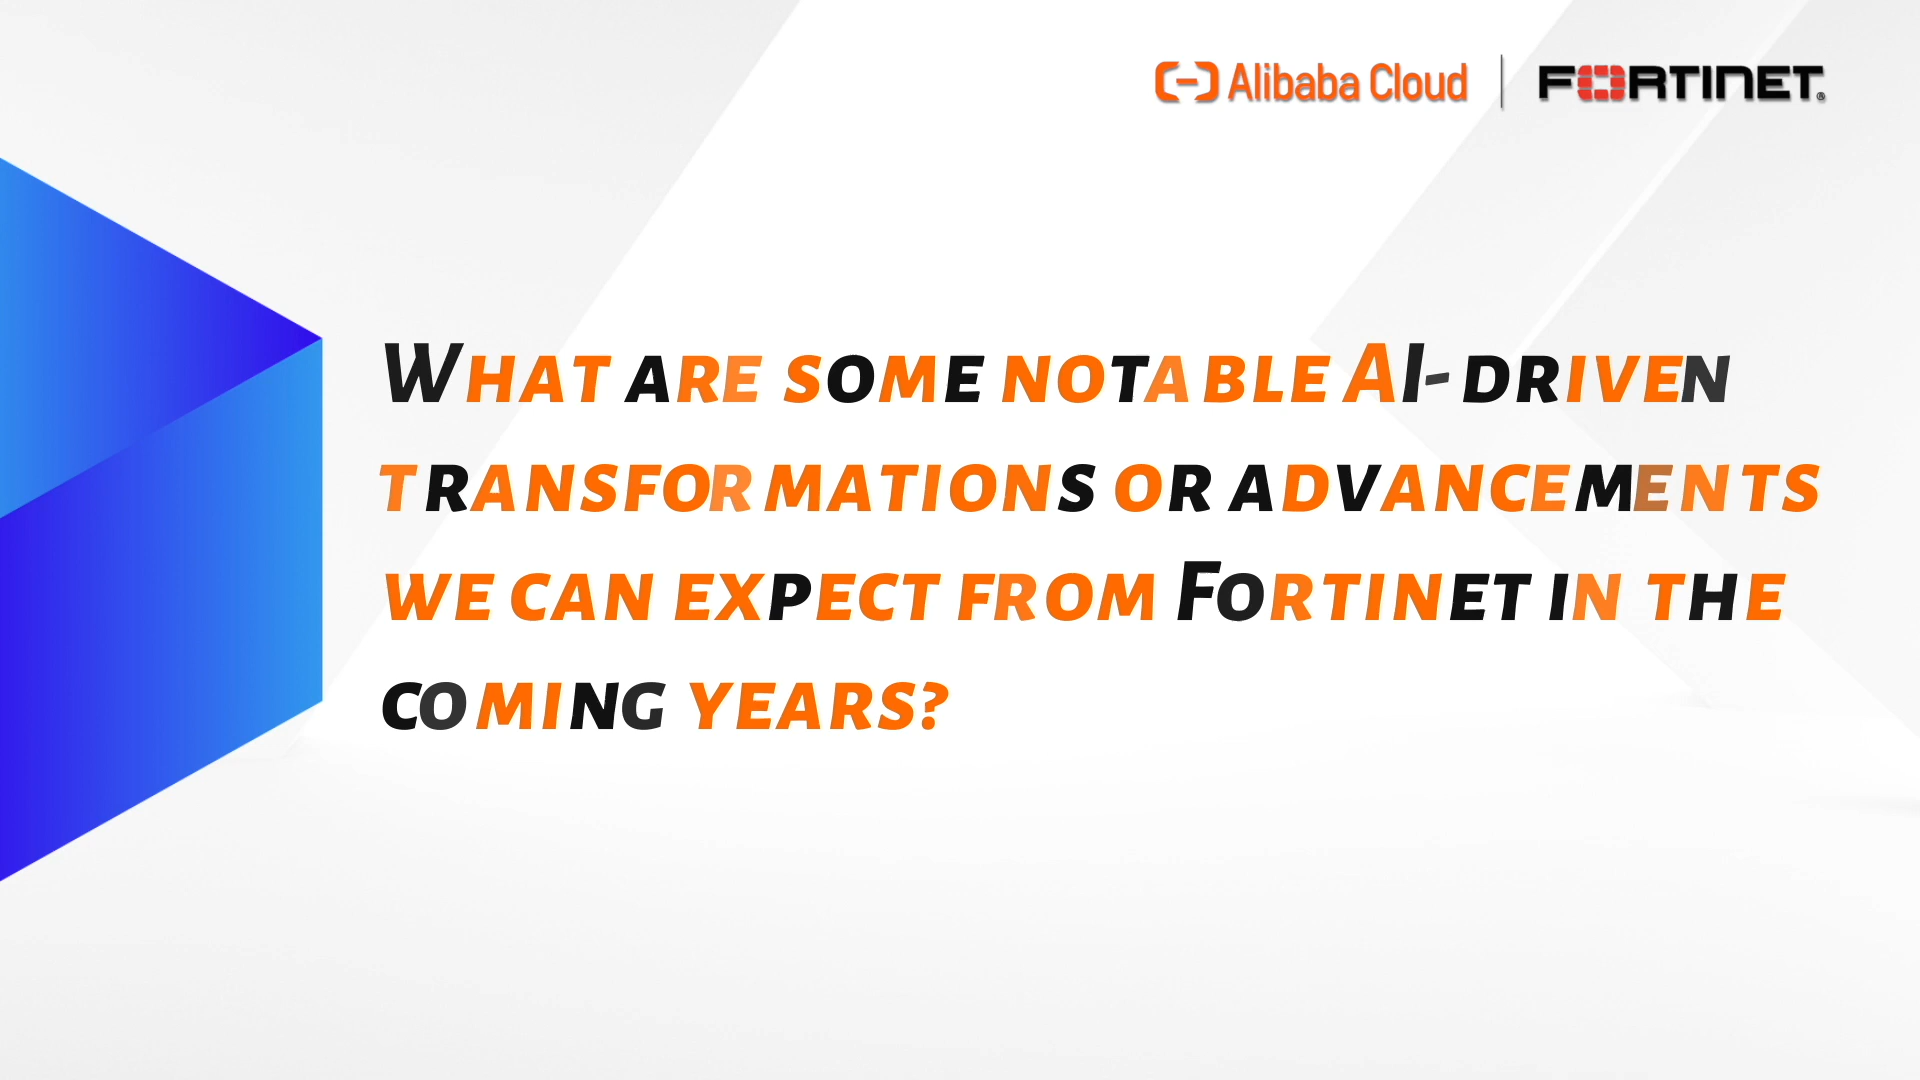 Alibaba Cloud | FORTINET®
What are some notable AI-driven
transformations or advancements
we can expect from Fortinet in the
coming years?